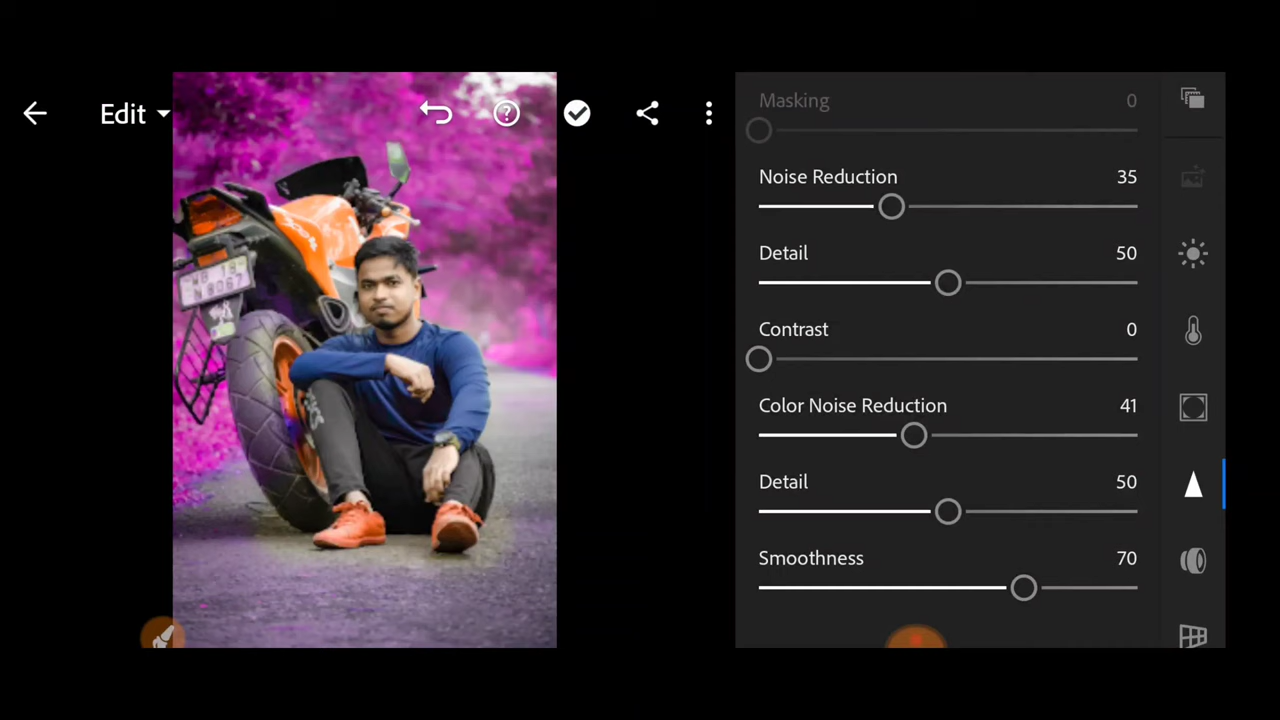 Edit
Masking 0
Noise Reduction 35
Detail 50
Contrast 0
Color Noise Reduction 41
Detail 50
Smoothness 70